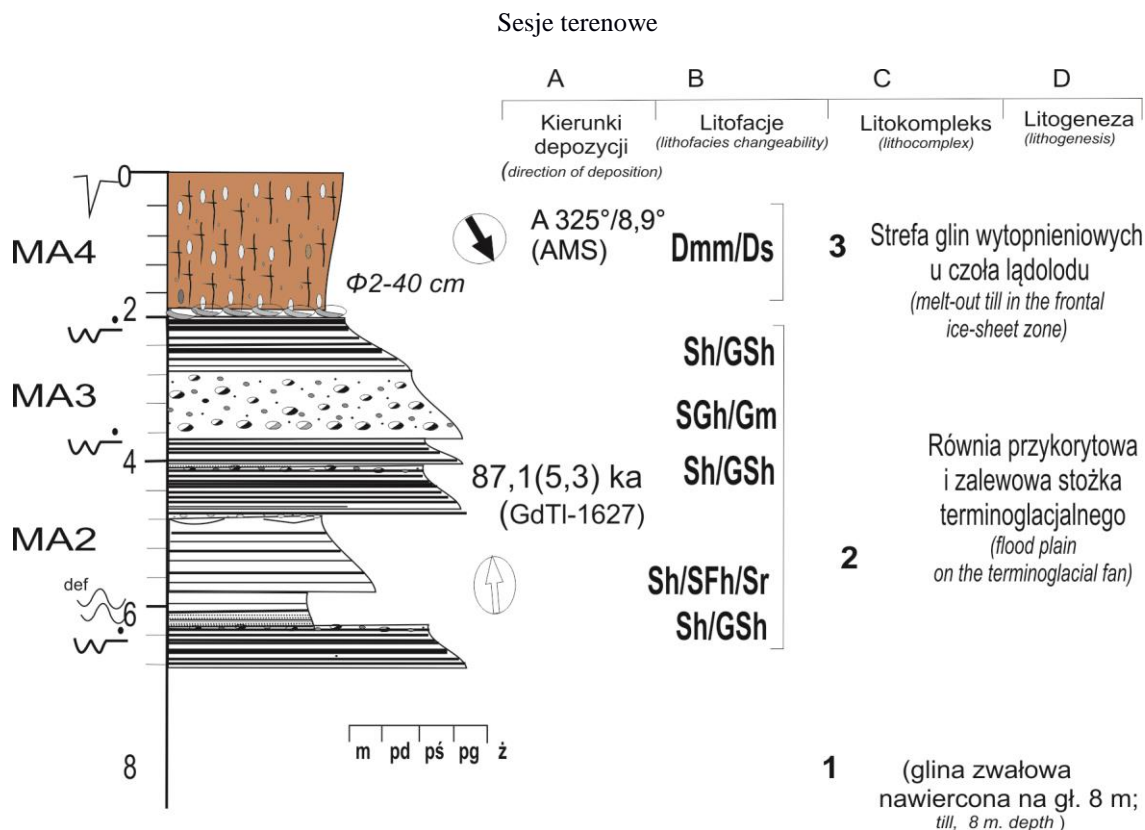 Sesje terenowe
A B C D
Kierunki
depozycji
(direction of deposition)
Litofacje
(lithofacies changeability)
Litokompleks
(lithocomplex)
Litogeneza
(lithogenesis)
0
MA4
A 325°/8,9°
(AMS)
Dmm/Ds
3
Strefa glin wytopnieniowych
u czoła lądolodu
(melt-out till in the frontal
ice-sheet zone)
Φ2-40 cm
2
Sh/GSh
MA3
SGh/Gm
4
87,1(5,3) ka
(GdTl-1627)
Sh/GSh
Równia przykorytowa
i zalewowa stożka
terminoglacjalnego
(flood plain
on the terminoglacial fan)
MA2
2
def
6
Sh/SFh/Sr
Sh/GSh
m pd pś pg ż
8
1
(glina zwałowa
nawiercona na gł. 8 m;
till, 8 m. depth )